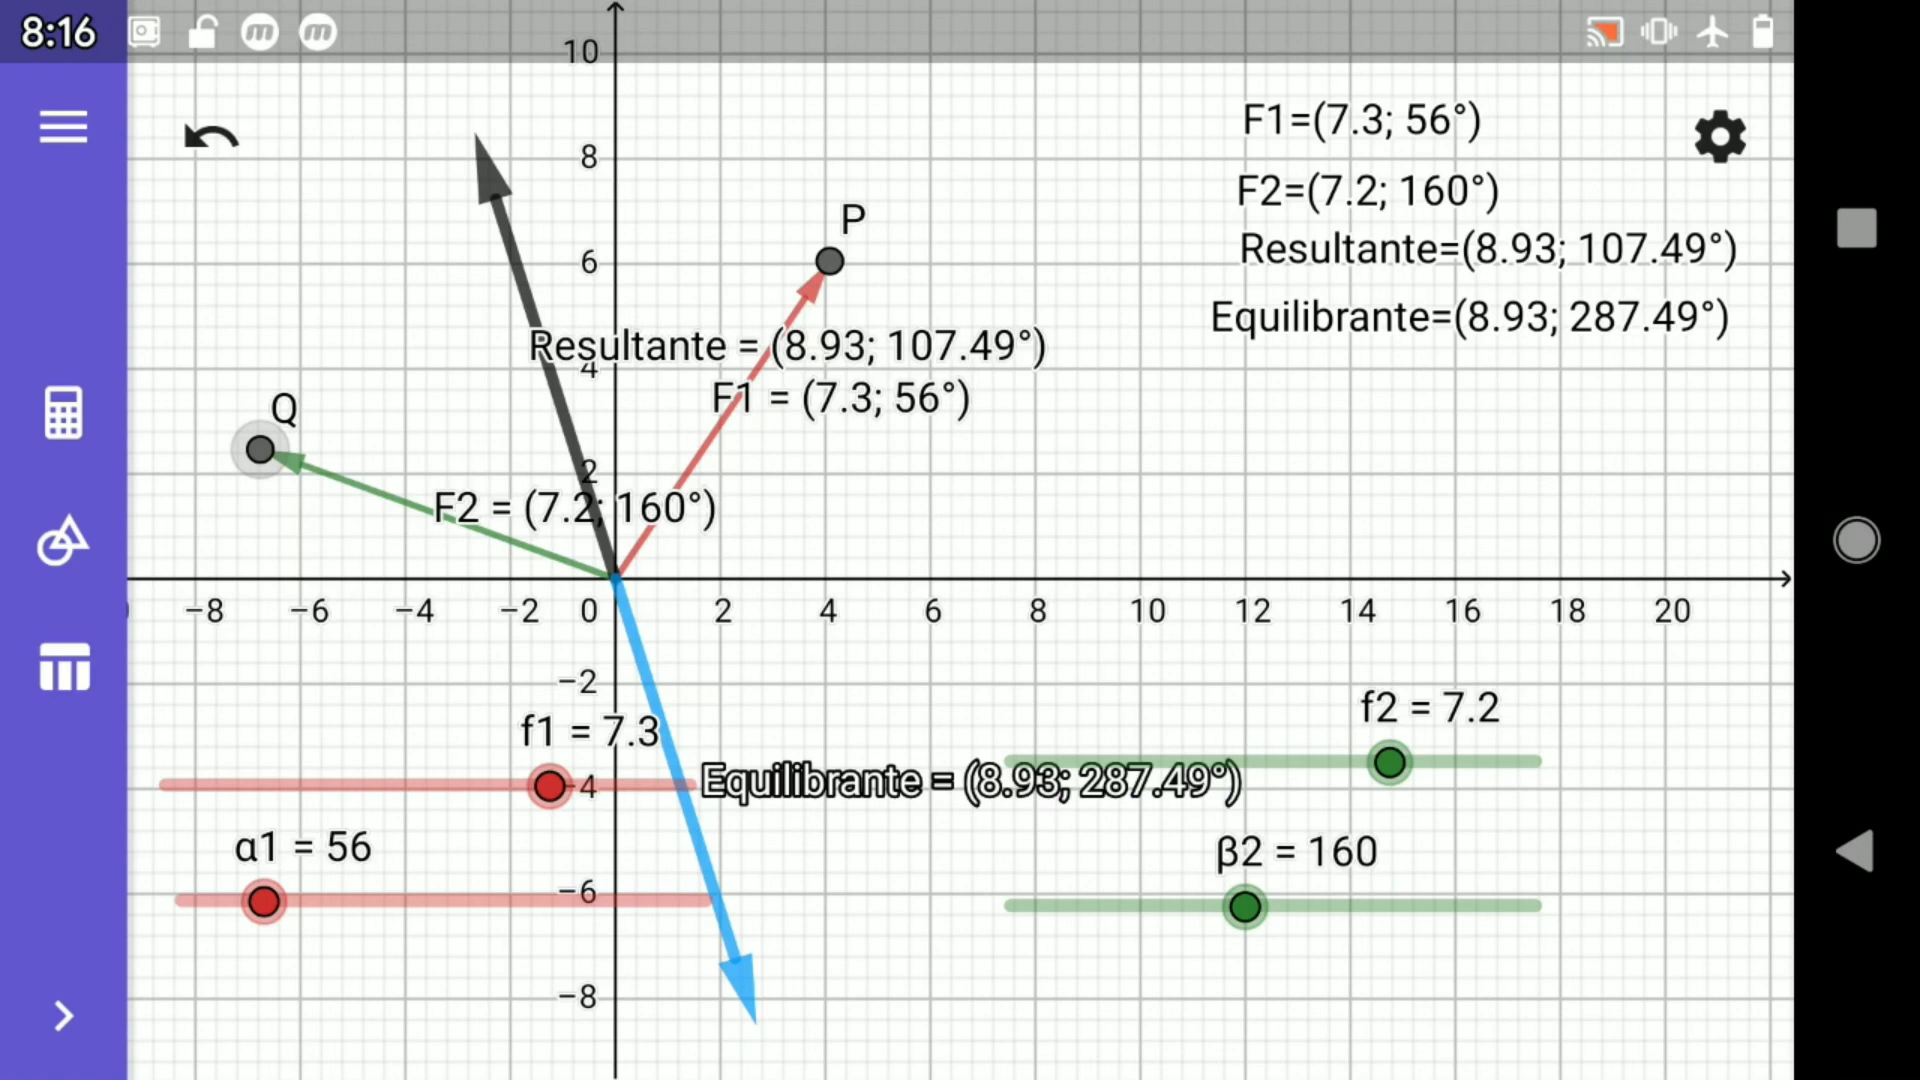 8:16
10
F1=(7.3; 56°)
8
F2=(7.2; 160°)
P
6
Resultante=(8.93; 107.49°)
Equilibrante=(8.93; 287.49°)
Resultante = (8.93; 107.49°)
4
F1 = (7.3; 56°)
Q
2
F2 = (7.2; 160°)
−8 −6 −4 −2 0 2 4 6 8 10 12 14 16 18 20
−2
f1 = 7.3
f2 = 7.2
−4
Equilibrante = (8.93; 287.49°)
α1 = 56
β2 = 160
−6
−8